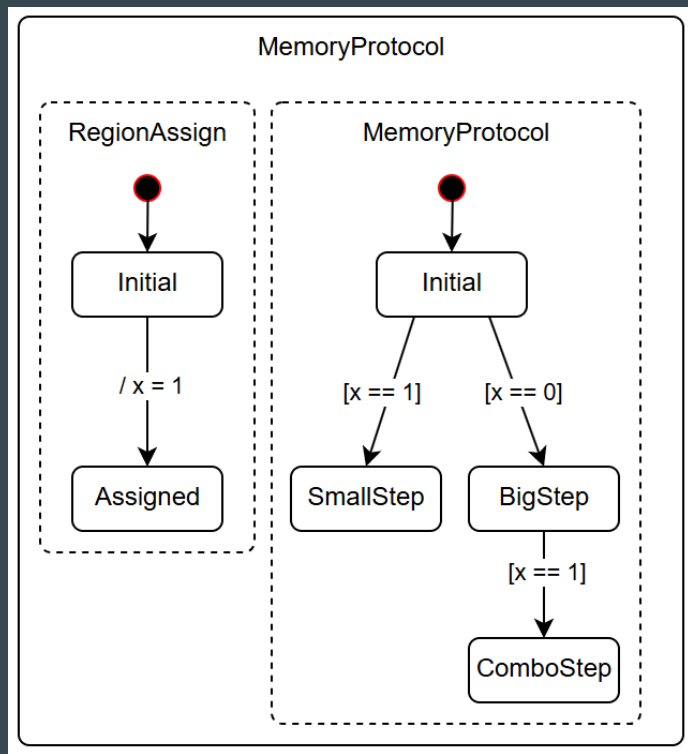 MemoryProtocol
RegionAssign
Initial
/ x = 1
Assigned
MemoryProtocol
Initial
[x == 1]
[x == 0]
SmallStep
BigStep
[x == 1]
ComboStep